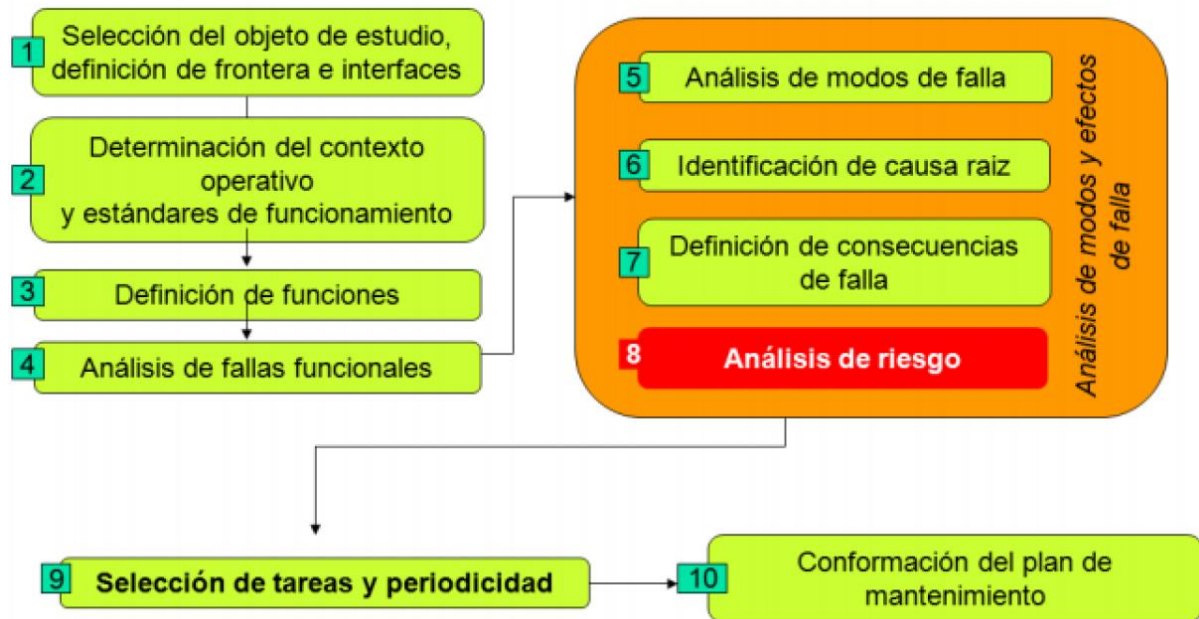 1
Selección del objeto de estudio,
definición de frontera e interfaces
2
Determinación del contexto
operativo
y estándares de funcionamiento
3
Definición de funciones
4
Análisis de fallas funcionales
5
Análisis de modos de falla
6
Identificación de causa raiz
7
Definición de consecuencias
de falla
8
Análisis de riesgo
Análisis de modos y efectos
de falla
9
Selección de tareas y periodicidad
10
Conformación del plan de
mantenimiento